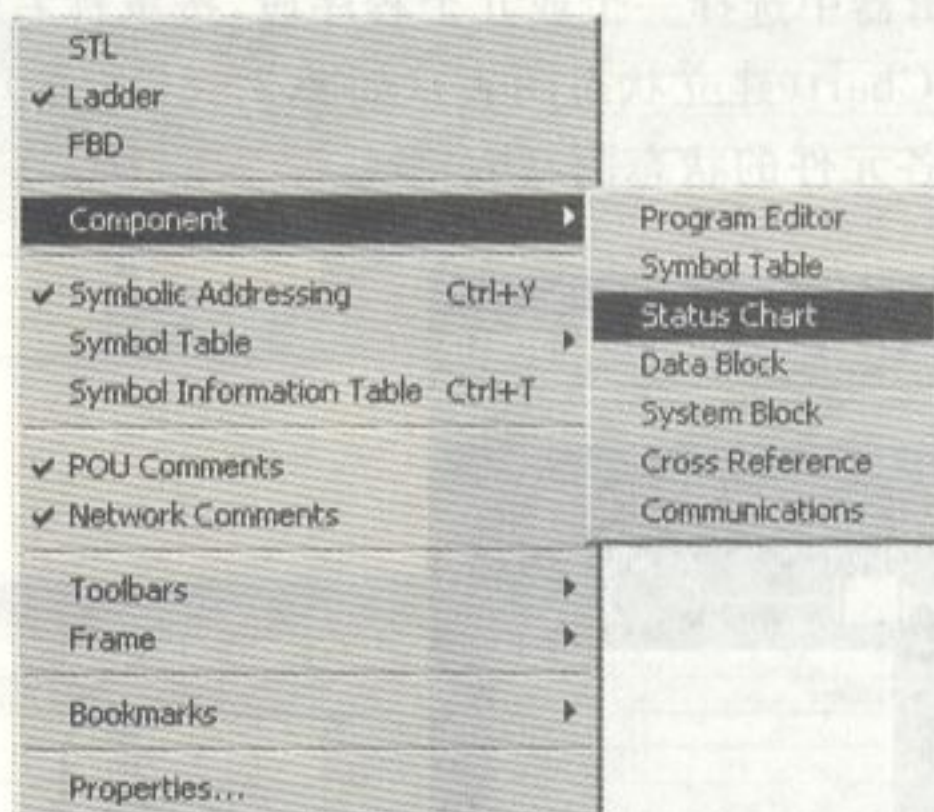 STL
✔ Ladder
FBD
Component
✔ Symbolic Addressing Ctrl+Y
Symbol Table
Symbol Information Table Ctrl+T
✔ POU Comments
✔ Network Comments
Toolbars
Frame
Bookmarks
Properties...
Program Editor
Symbol Table
Status Chart
Data Block
System Block
Cross Reference
Communications